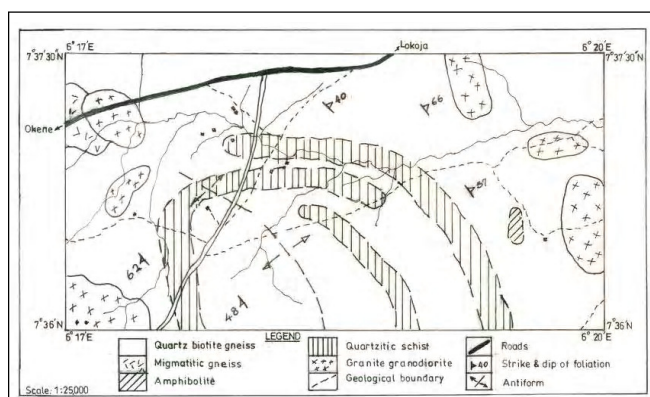 6° 17'E
Lokoja
6° 20'E
7° 37' 30" N
7° 37' 30" N
Okene
40
66
57
62
48
7° 36' N
7° 36' N
6° 17'E
6° 20'E
LEGEND
Quartz biotite gneiss
Quartzitic schist
Roads
Migmatitic gneiss
Granite granodiorite
40 Strike & dip of foliation
Amphibolite
Geological boundary
Antiform
Scale: 1:25,000